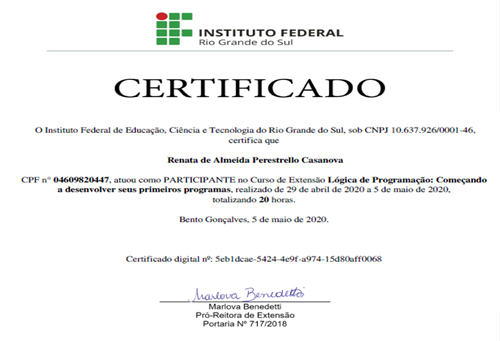 INSTITUTO FEDERAL
Rio Grande do Sul
CERTIFICADO
O Instituto Federal de Educação, Ciência e Tecnologia do Rio Grande do Sul, sob CNPJ 10.637.926/0001-46,
certifica que
Renata de Almeida Perestrello Casanova
CPF n° 04609820447, atuou como PARTICIPANTE no Curso de Extensão Lógica de Programação: Começando
a desenvolver seus primeiros programas, realizado de 29 de abril de 2020 a 5 de maio de 2020,
totalizando 20 horas.
Bento Gonçalves, 5 de maio de 2020.
Certificado digital nº: 5eb1dcae-5424-4e9f-a974-15d80aff0068
Marlova Benedetti
Marlova Benedetti
Pró-Reitora de Extensão
Portaria Nº 717/2018